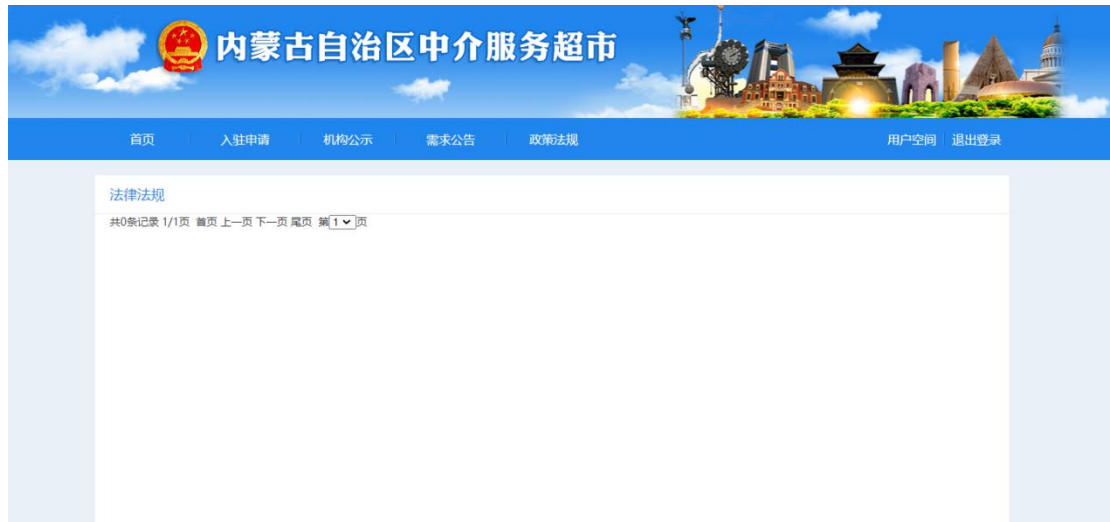 内蒙古自治区中介服务超市
首页 入驻申请 机构公示 需求公告 政策法规 用户空间 退出登录
法律法规
共0条记录 1/1页 首页 上一页 下一页 尾页 第1页